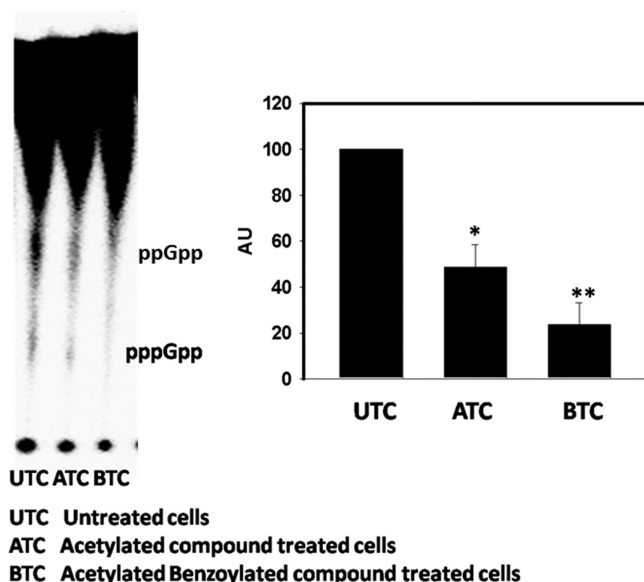 ppGpp
pppGpp
UTC ATC BTC
120
100
80
60
40
20
0
AU
*
**
UTC ATC BTC
UTC Untreated cells
ATC Acetylated compound treated cells
BTC Acetylated Benzoylated compound treated cells